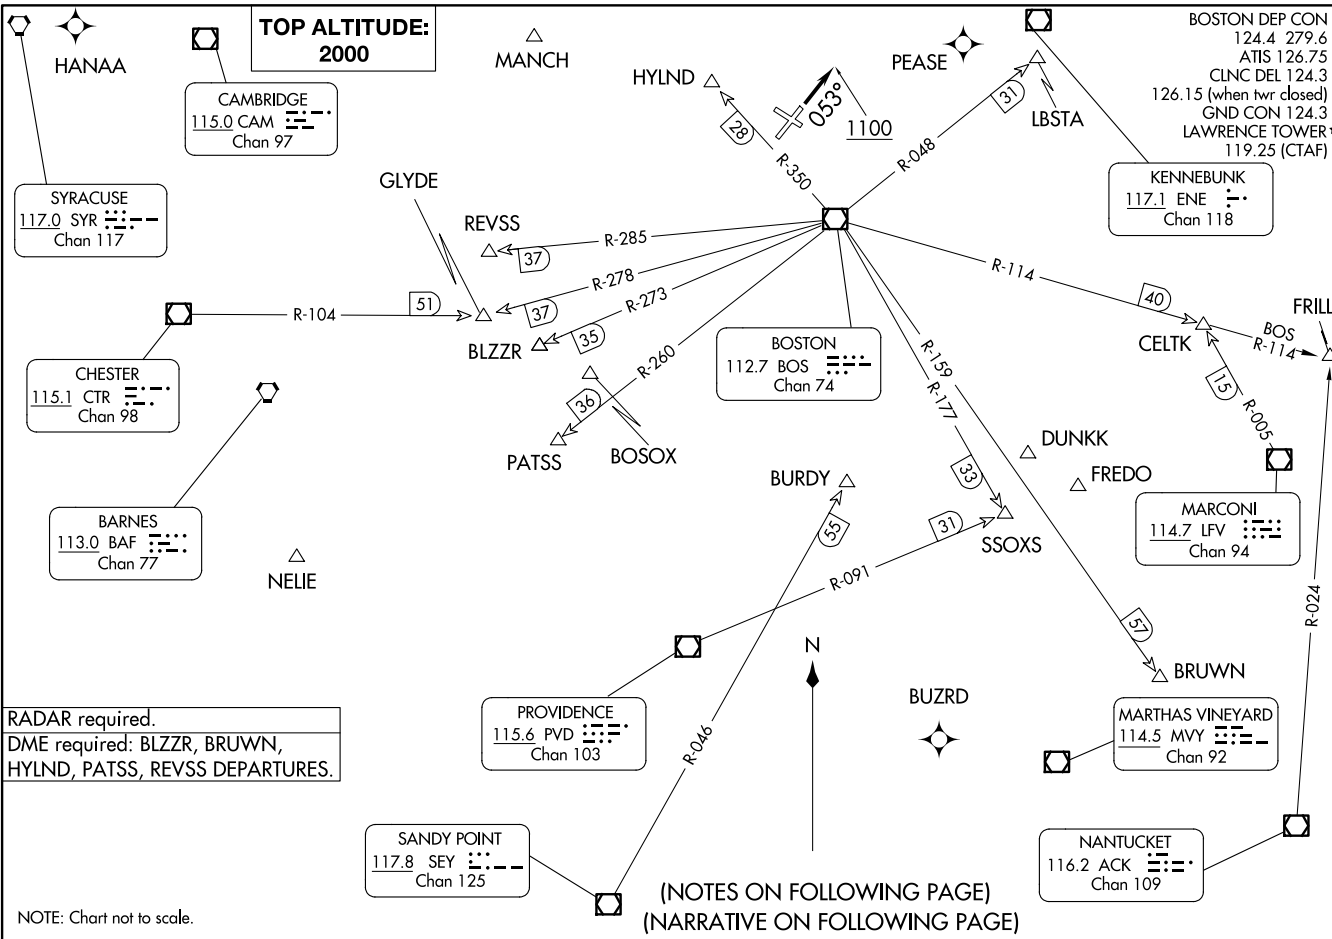 TOP ALTITUDE:
2000
HANAA
MANCH
PEASE
BOSTON DEP CON
124.4 279.6
ATIS 126.75
CLNC DEL 124.3
126.15 (when twr closed)
GND CON 124.3
LAWRENCE TOWER*
119.25 (CTAF)
HYLND
053°
1100
31
LBSTA
28
CAMBRIDGE
115.0 CAM
Chan 97
R-350
R-048
KENNEBUNK
117.1 ENE
Chan 118
SYRACUSE
117.0 SYR
Chan 117
GLYDE
REVSS
R-285
37
R-278
37
R-273
35
R-114
40
51
R-104
BLZZR
R-260
36
PATSS
BOSOX
BOSTON
112.7 BOS
Chan 74
CELTK
BOS
R-114
FRILL
15
R-005
CHESTER
115.1 CTR
Chan 98
R-159
R-177
33
DUNKK
FREDO
BURDY
55
31
SSOXS
R-091
MARCONI
114.7 LFV
Chan 94
BARNES
113.0 BAF
Chan 77
NELIE
R-024
57
BRUWN
N
BUZRD
PROVIDENCE
115.6 PVD
Chan 103
R-046
MARTHAS VINEYARD
114.5 MVY
Chan 92
RADAR required.
DME required: BLZZR, BRUWN,
HYLND, PATSS, REVSS DEPARTURES.
SANDY POINT
117.8 SEY
Chan 125
NANTUCKET
116.2 ACK
Chan 109
(NOTES ON FOLLOWING PAGE)
(NARRATIVE ON FOLLOWING PAGE)
NOTE: Chart not to scale.